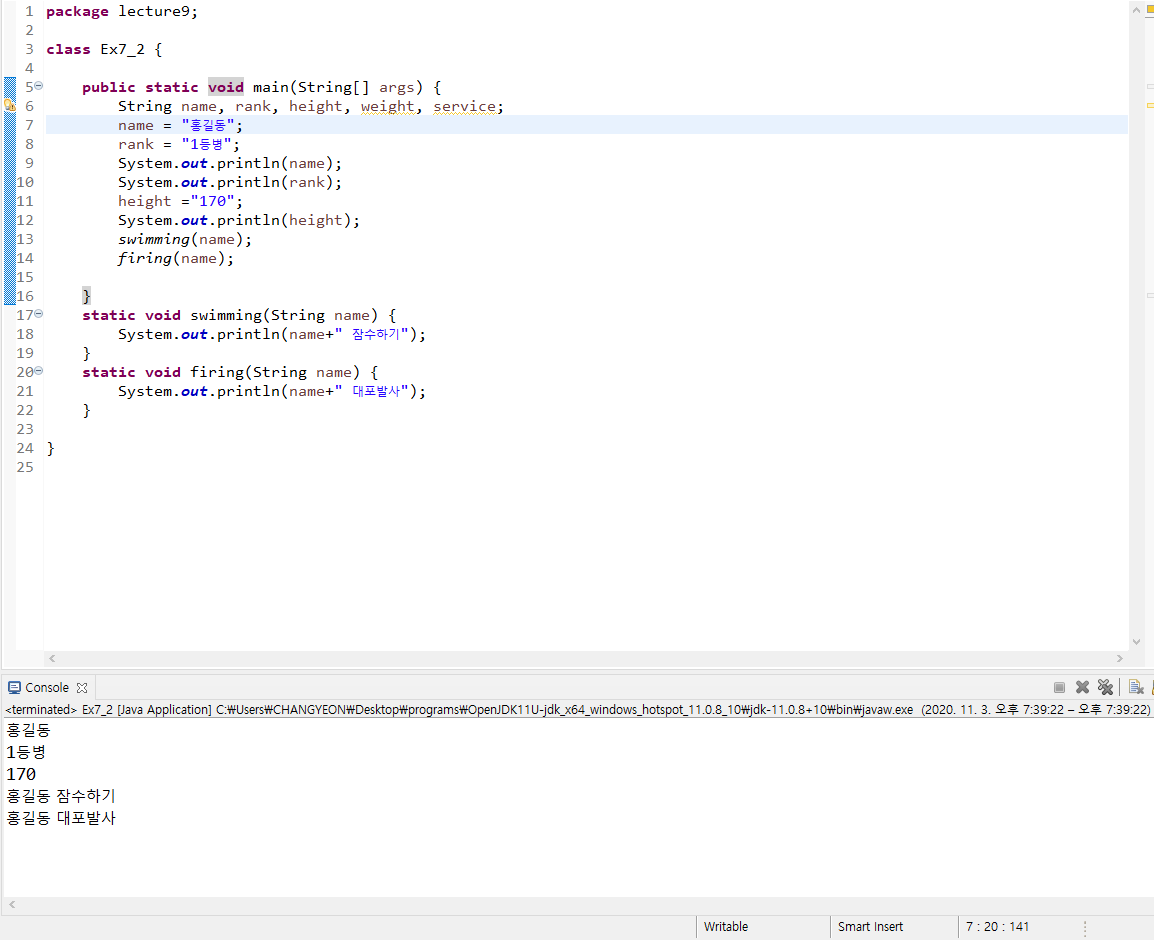 1 package lecture9;
2
3 class Ex7_2 {
4
5 public static void main(String[] args) {
6 String name, rank, height, weight, service;
7 name = "홍길동";
8 rank = "1등병";
9 System.out.println(name);
10 System.out.println(rank);
11 height ="170";
12 System.out.println(height);
13 swimming(name);
14 firing(name);
15
16 }
17 static void swimming(String name) {
18 System.out.println(name+" 잠수하기");
19 }
20 static void firing(String name) {
21 System.out.println(name+" 대포발사");
22 }
23
24 }
25
Console
<terminated> Ex7_2 [Java Application] C:₩Users₩CHANGYEON₩Desktop₩programs₩OpenJDK11U-jdk_x64_windows_hotspot_11.0.8_10₩jdk-11.0.8+10₩bin₩javaw.exe (2020. 11. 3. 오후 7:39:22 – 오후 7:39:22)
홍길동
1등병
170
홍길동 잠수하기
홍길동 대포발사
Writable Smart Insert 7 : 20 : 141